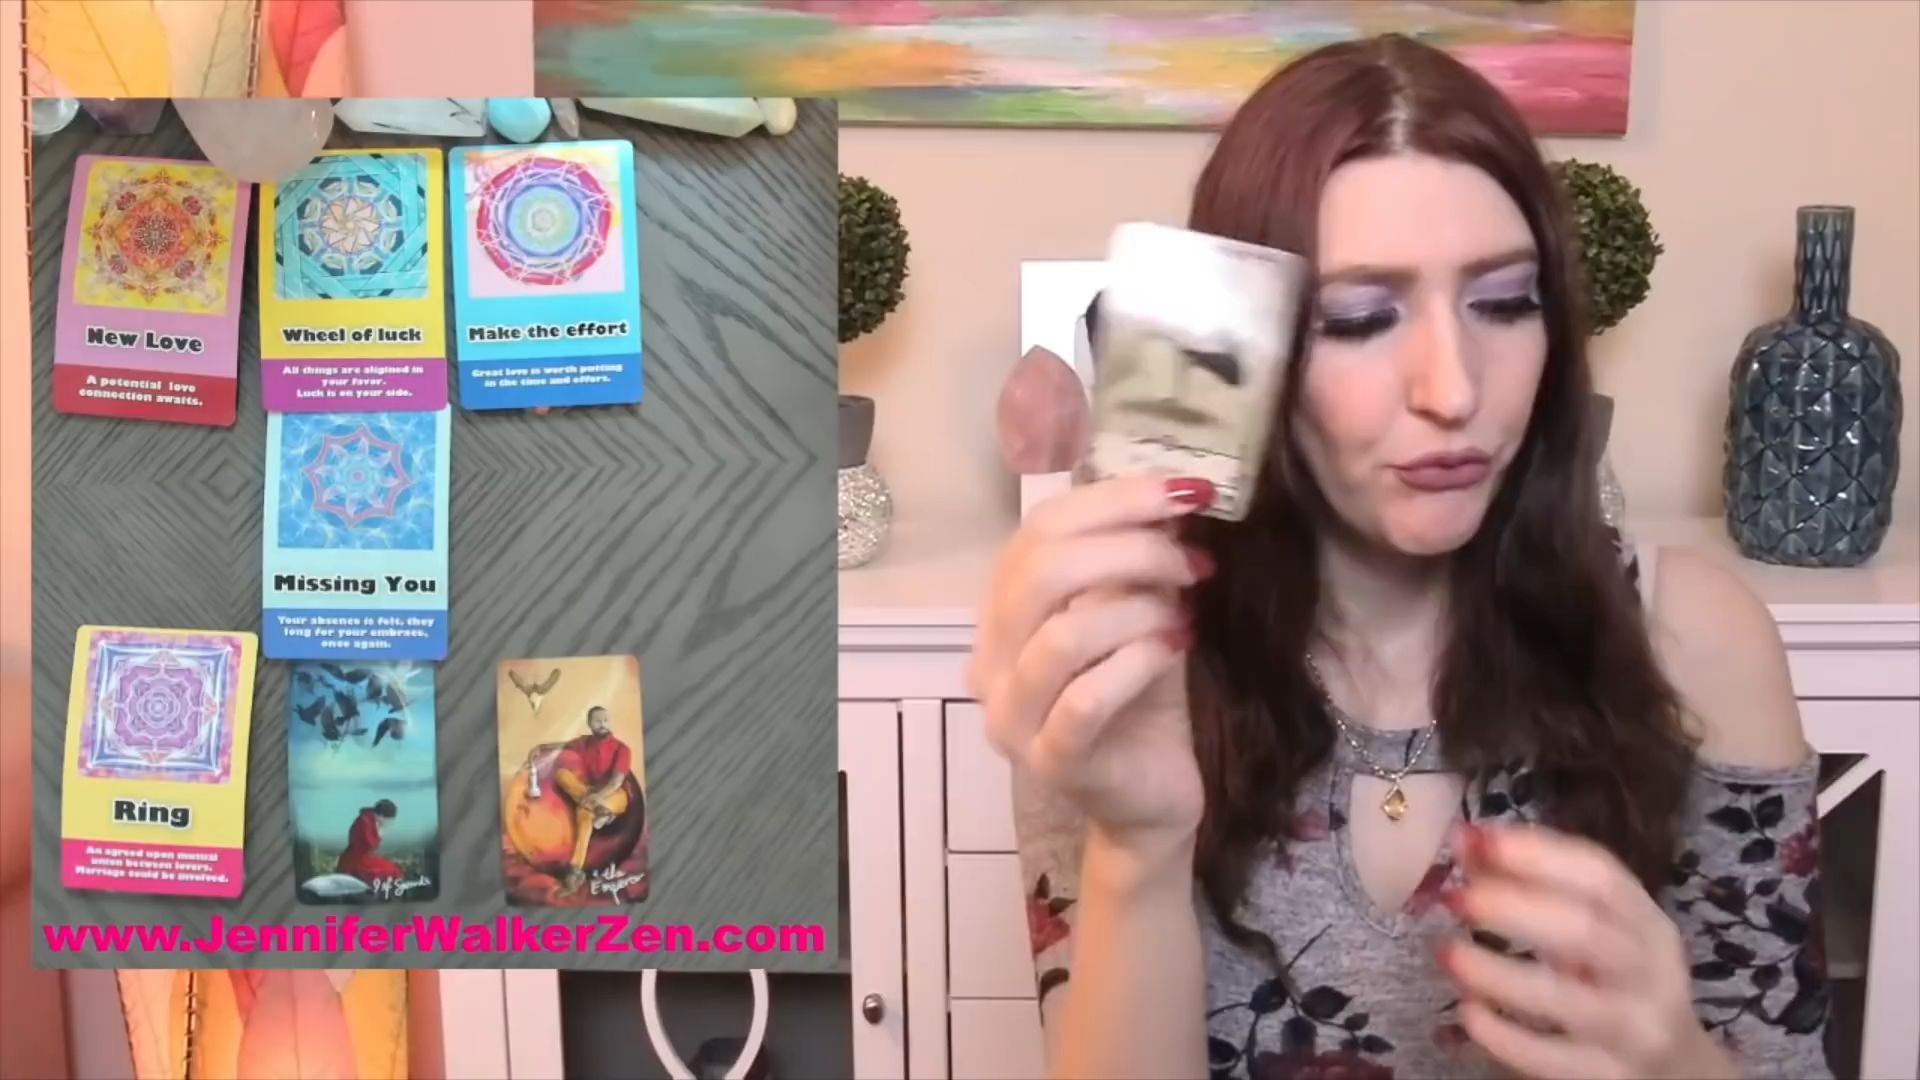 New Love
A potential love
connection awaits.
Wheel of luck
All things are aligined in
your favor.
Luck is on your side.
Make the effort
Great love is worth putting
in the time and effort.
Missing You
Your absence is felt, they
long for your embrace,
once again.
Ring
An agreed upon mutual
union between lovers.
Marriage could be involved.
9 of Swords
the
Emperor
www.JenniferWalkerZen.com